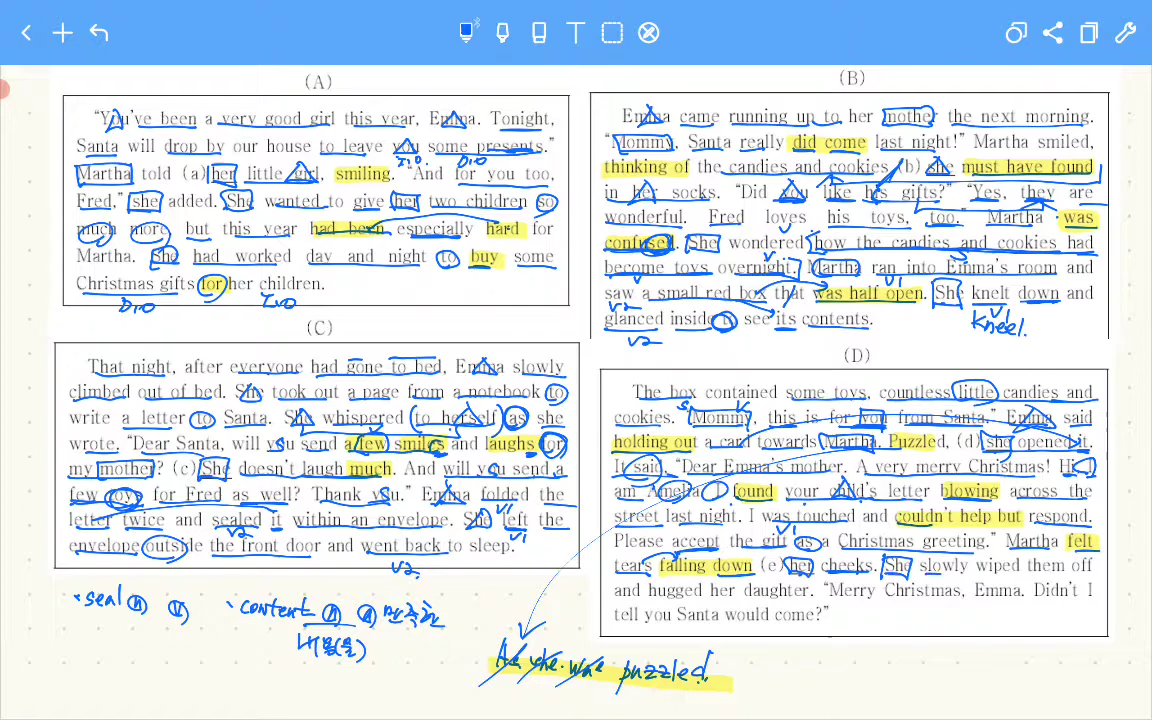 (A)
“You’ve been a very good girl this year, Emma. Tonight,
Santa will drop by our house to leave you some presents.”
I.O. D.O
Martha told (a) her little girl, smiling. “And for you too,
Fred,” she added. She wanted to give her two children so
much more, but this year had been especially hard for
Martha. She had worked day and night to buy some
Christmas gifts for her children.
D.O I.O
(B)
Emma came running up to her mother the next morning.
“Mommy, Santa really did come last night!” Martha smiled,
thinking of the candies and cookies (b) she must have found
in her socks. “Did you like his gifts?” “Yes, they are
wonderful. Fred loves his toys, too.” Martha was
confused. She wondered how the candies and cookies had
S
become toys overnight. Martha ran into Emma’s room and
V V V1
saw a small red box that was half open. She knelt down and
V2 V1
glanced inside to see its contents.
V2 kneel.
(C)
That night, after everyone had gone to bed, Emma slowly
climbed out of bed. She took out a page from a notebook to
write a letter to Santa. She whispered (to herself) as she
wrote. “Dear Santa, will you send a few smiles and laughs for
S
my mother? (c) She doesn’t laugh much. And will you send a
S
few toys for Fred as well? Thank you.” Emma folded the
V1
letter twice and sealed it within an envelope. She left the
V2 V1
envelope outside the front door and went back to sleep.
V2
(D)
The box contained some toys, countless little candies and
cookies. “Mommy, this is for you from Santa.” Emma said
S V
holding out a card towards Martha. Puzzled, (d) she opened it.
It said, “Dear Emma’s mother. A very merry Christmas! Hi, I
am Amelia. I found your child’s letter blowing across the
street last night. I was touched and couldn’t help but respond.
V1
Please accept the gift as a Christmas greeting.” Martha felt
tears falling down (e) her cheeks. She slowly wiped them off
and hugged her daughter. “Merry Christmas, Emma. Didn’t I
tell you Santa would come?”
· seal ⓝ ⓥ · content ⓝ ⓐ 만족한
내용(물)
As she was puzzled.